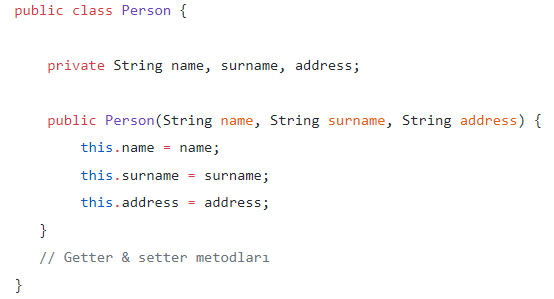 public class Person {
private String name, surname, address;
public Person(String name, String surname, String address) {
this.name = name;
this.surname = surname;
this.address = address;
}
// Getter & setter metodları
}